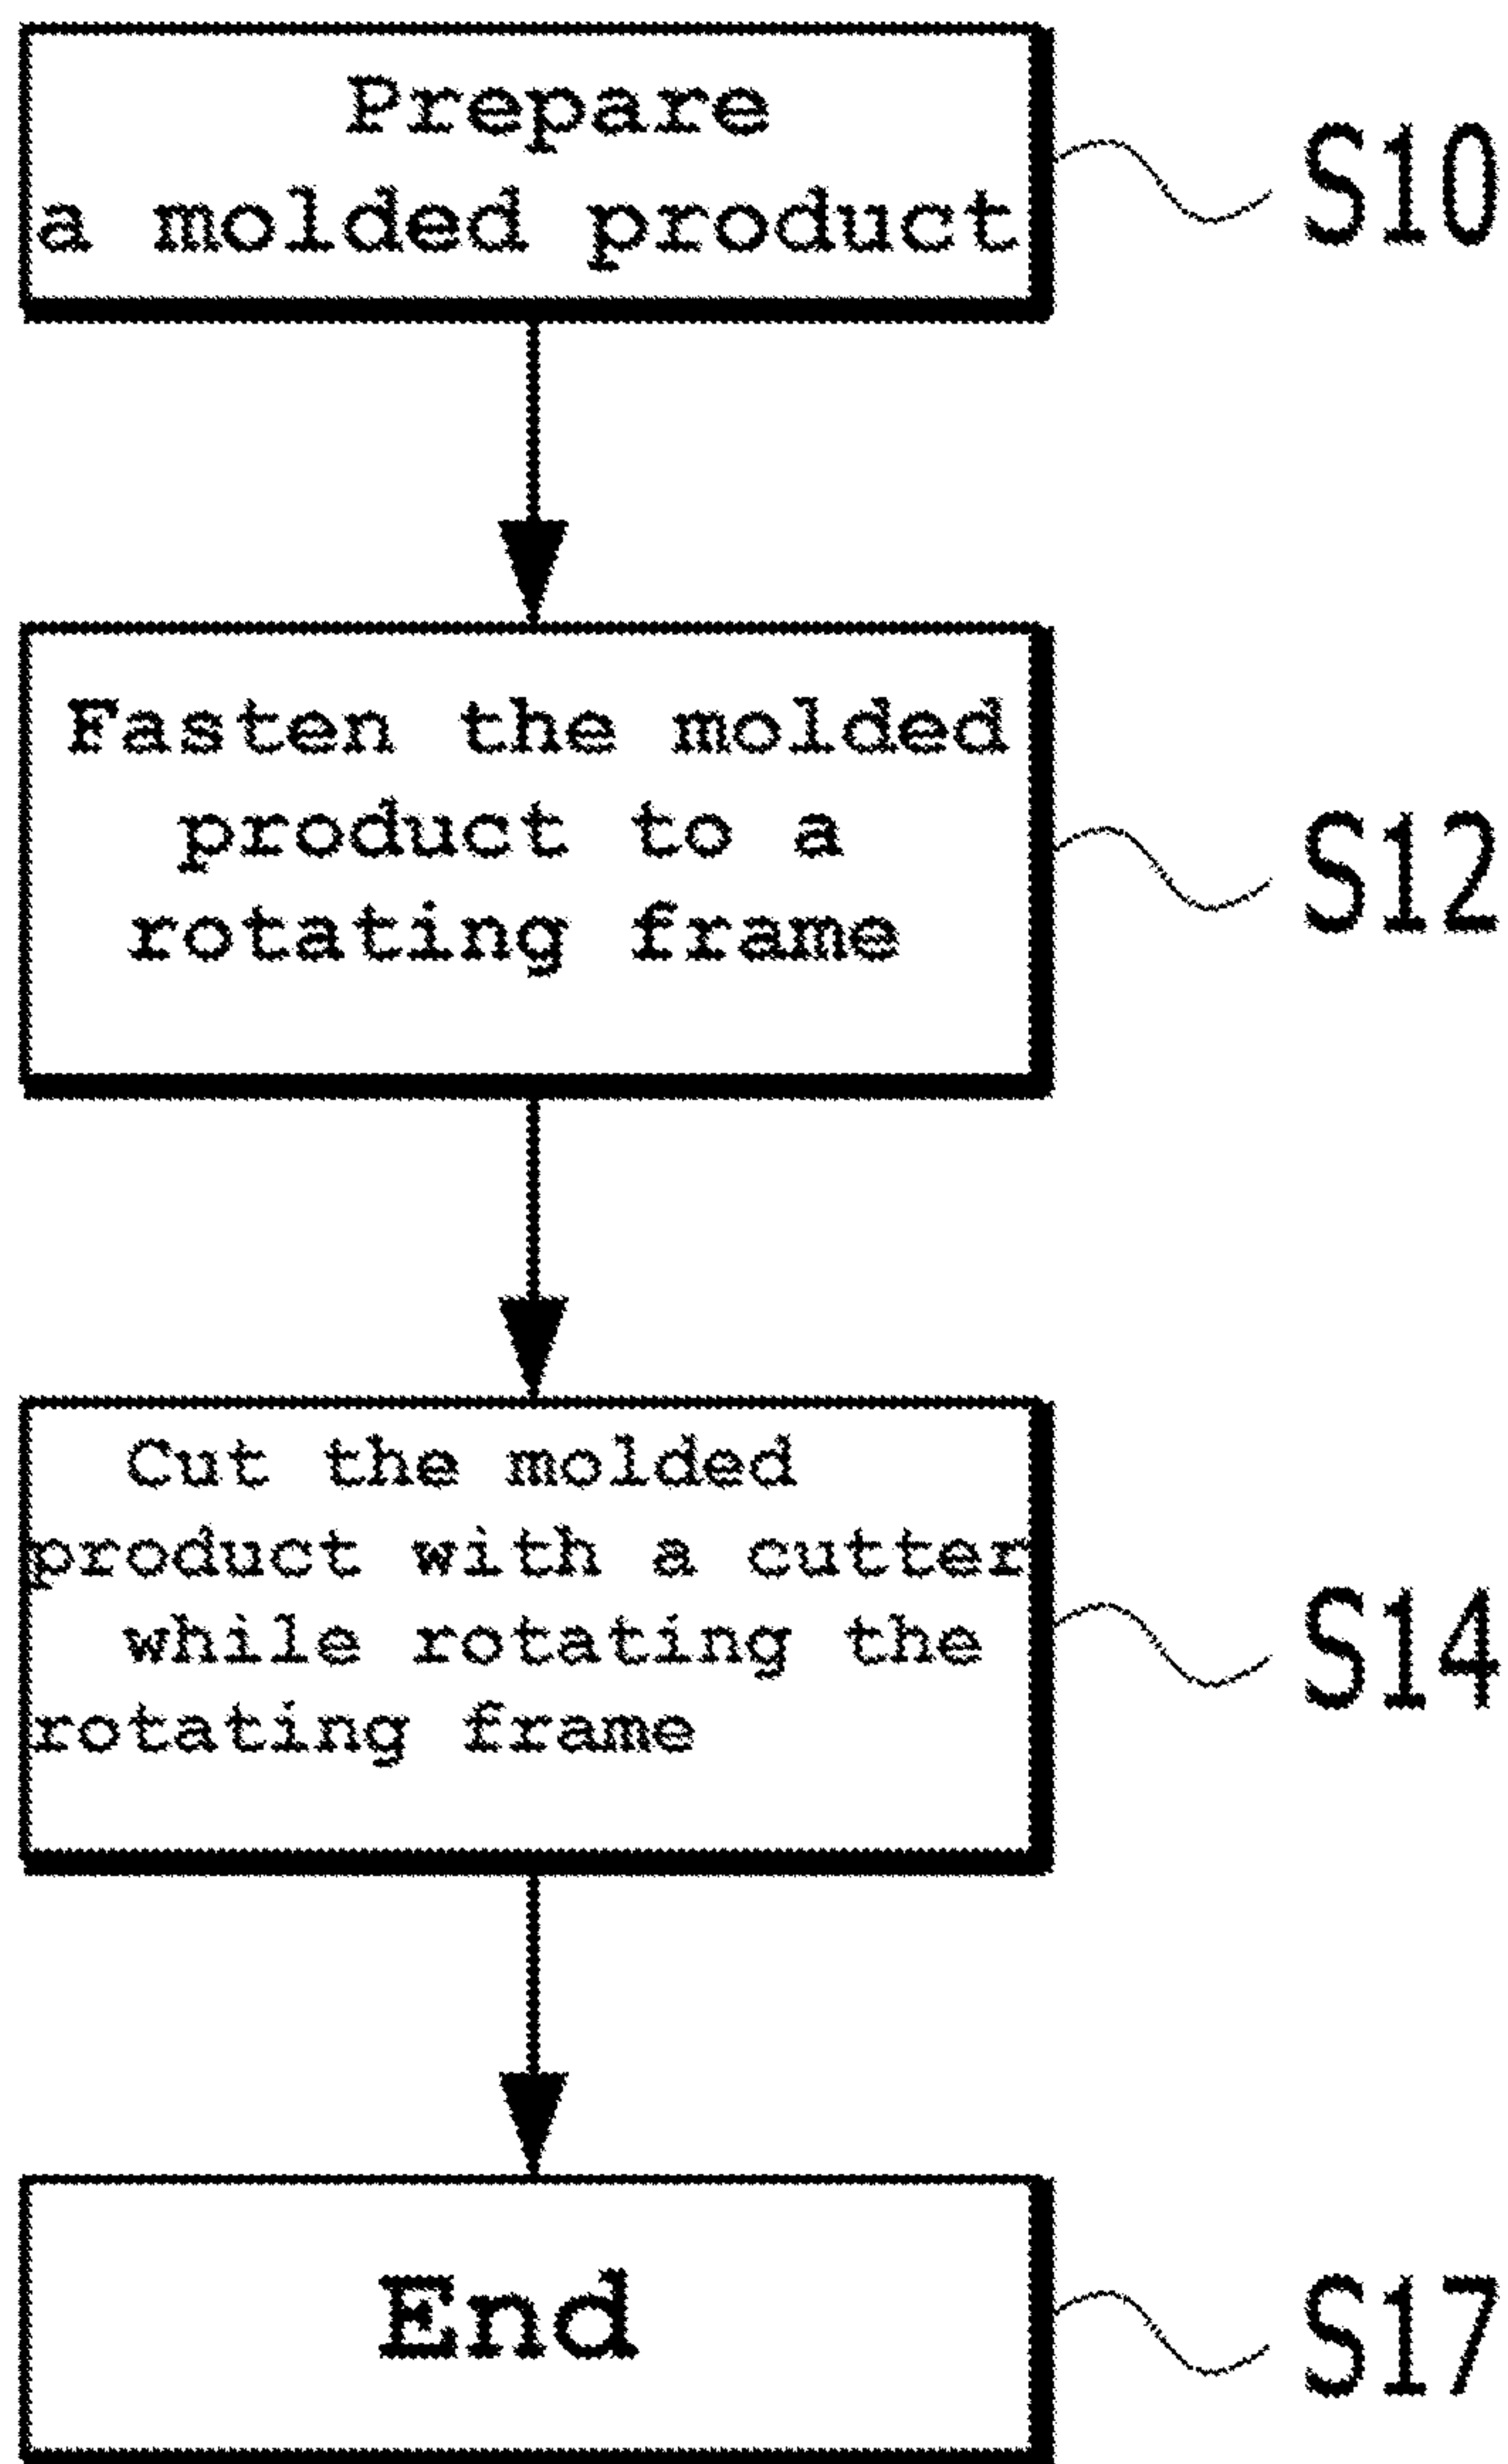 Prepare
a molded product
S10
Fasten the molded
product to a
rotating frame
S12
Cut the molded
product with a cutter
while rotating the
rotating frame
S14
End
S17